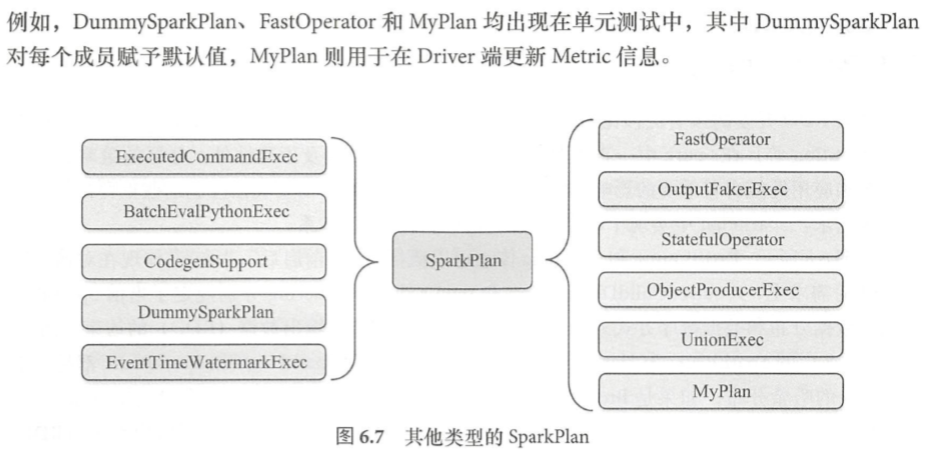 例如，DummySparkPlan、FastOperator 和 MyPlan 均出现在单元测试中，其中 DummySparkPlan
对每个成员赋予默认值，MyPlan 则用于在 Driver 端更新 Metric 信息。
ExecutedCommandExec
BatchEvalPythonExec
CodegenSupport
DummySparkPlan
EventTimeWatermarkExec
SparkPlan
FastOperator
OutputFakerExec
StatefulOperator
ObjectProducerExec
UnionExec
MyPlan
图 6.7 其他类型的 SparkPlan